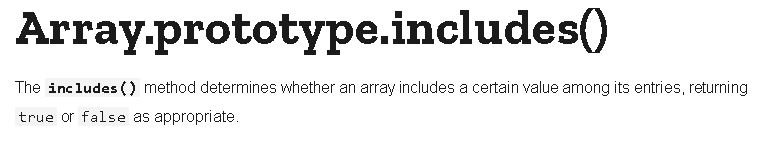 Array.prototype.includes()
The includes() method determines whether an array includes a certain value among its entries, returning
true or false as appropriate.